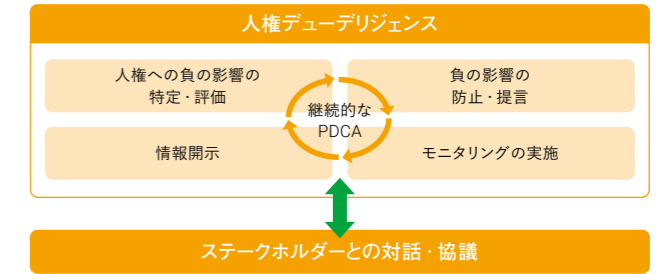 人権デューデリジェンス
人権への負の影響の
特定・評価
負の影響の
防止・提言
継続的な
PDCA
情報開示
モニタリングの実施
ステークホルダーとの対話・協議